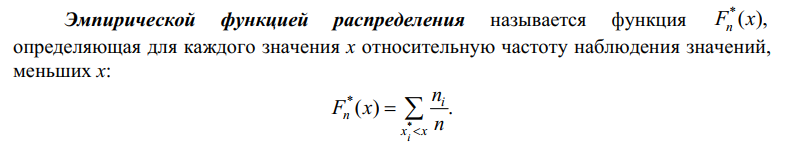 Эмпирической функцией распределения называется функция $F_n^*(x)$,
определяющая для каждого значения x относительную частоту наблюдения значений,
меньших x:
$F_n^*(x) = \sum_{x_i^* < x} \frac{n_i}{n}.$